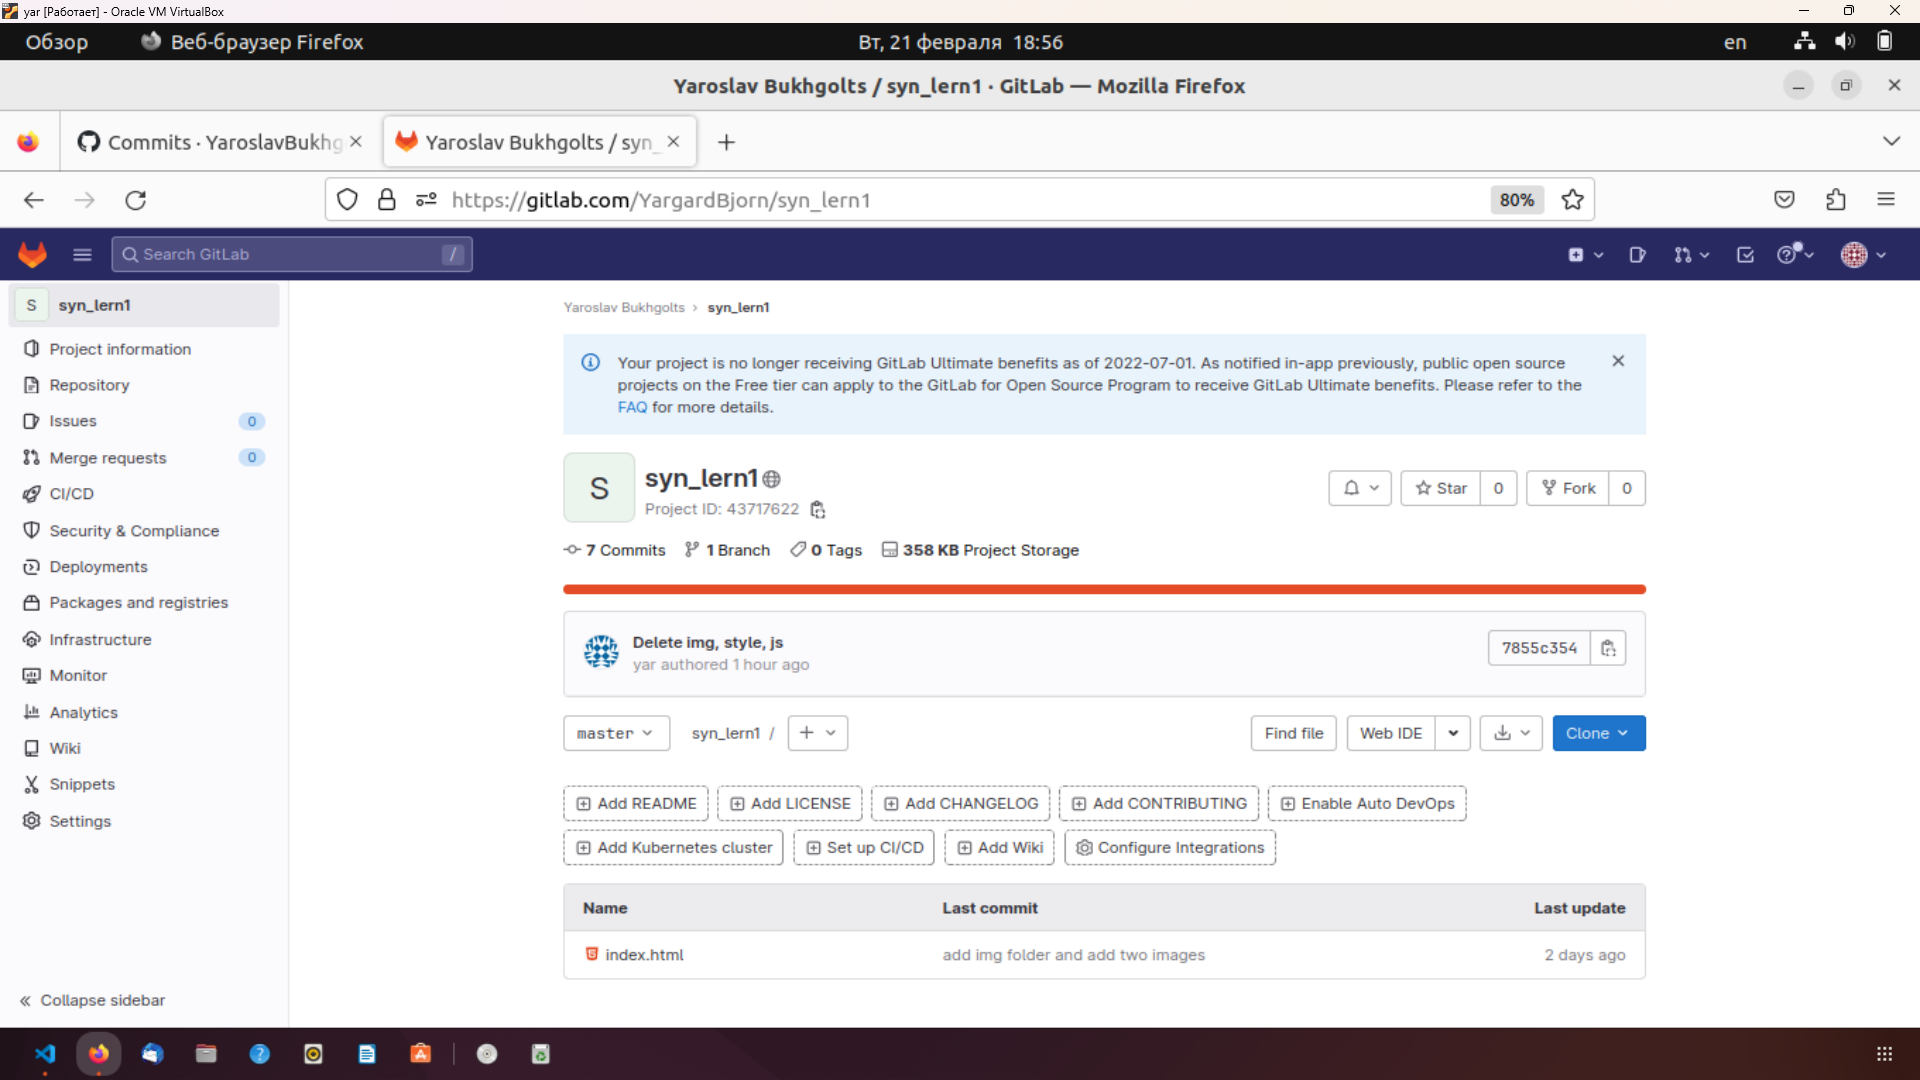 yar [Работает] - Oracle VM VirtualBox
Обзор
Веб-браузер Firefox
Вт, 21 февраля 18:56
en
Yaroslav Bukhgolts / syn_lern1 · GitLab — Mozilla Firefox
Commits · YaroslavBukhg
Yaroslav Bukhgolts / syn_
https://gitlab.com/YargardBjorn/syn_lern1
80%
Search GitLab
/
S
syn_lern1
Project information
Repository
Issues
0
Merge requests
0
CI/CD
Security & Compliance
Deployments
Packages and registries
Infrastructure
Monitor
Analytics
Wiki
Snippets
Settings
Collapse sidebar
Yaroslav Bukhgolts › syn_lern1
Your project is no longer receiving GitLab Ultimate benefits as of 2022-07-01. As notified in-app previously, public open source
projects on the Free tier can apply to the GitLab for Open Source Program to receive GitLab Ultimate benefits. Please refer to the
FAQ for more details.
S
syn_lern1
Project ID: 43717622
Star
0
Fork
0
7 Commits
1 Branch
0 Tags
358 KB Project Storage
Delete img, style, js
yar authored 1 hour ago
7855c354
master
syn_lern1 /
Find file
Web IDE
Clone
Add README
Add LICENSE
Add CHANGELOG
Add CONTRIBUTING
Enable Auto DevOps
Add Kubernetes cluster
Set up CI/CD
Add Wiki
Configure Integrations
Name
Last commit
Last update
index.html
add img folder and add two images
2 days ago